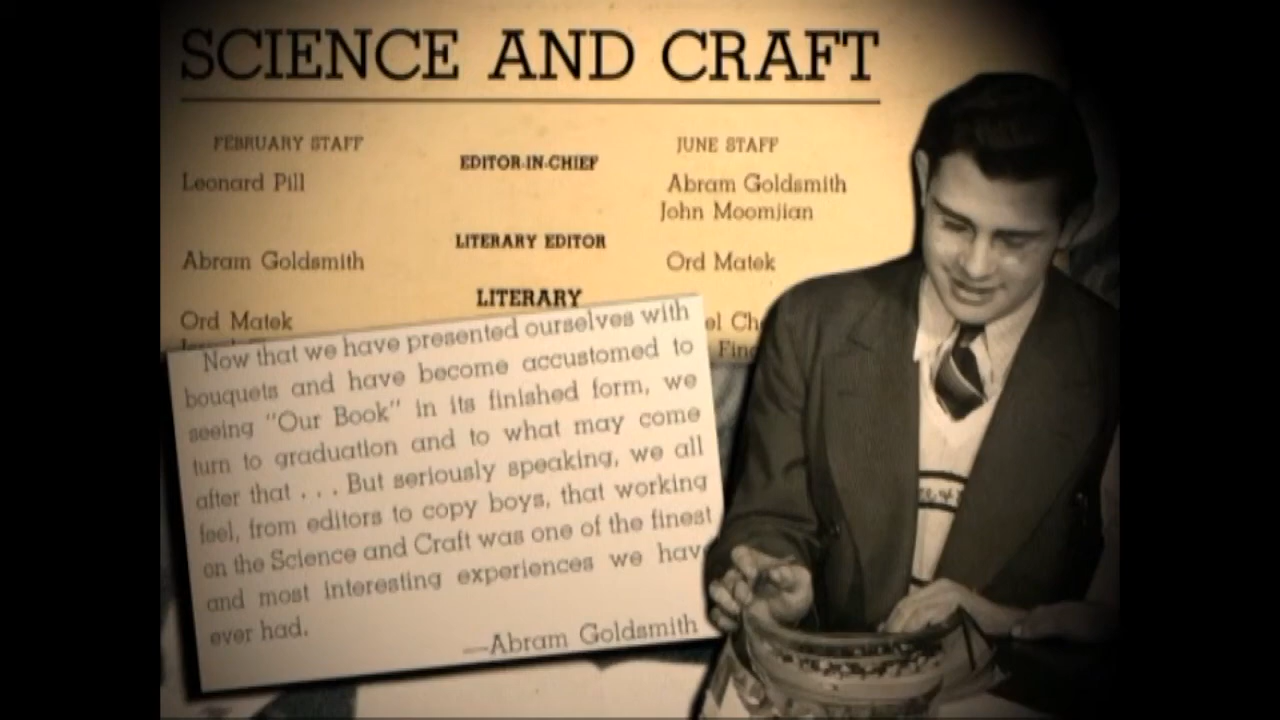 SCIENCE AND CRAFT
FEBRUARY STAFF
JUNE STAFF
EDITOR-IN-CHIEF
Leonard Pill
Abram Goldsmith
John Moomjian
LITERARY EDITOR
Abram Goldsmith
Ord Matek
LITERARY
Ord Matek
Now that we have presented ourselves with
bouquets and have become accustomed to
seeing "Our Book" in its finished form, we
turn to graduation and to what may come
after that . . . But seriously speaking, we all
feel, from editors to copy boys, that working
on the Science and Craft was one of the finest
and most interesting experiences we have
ever had.
—Abram Goldsmith